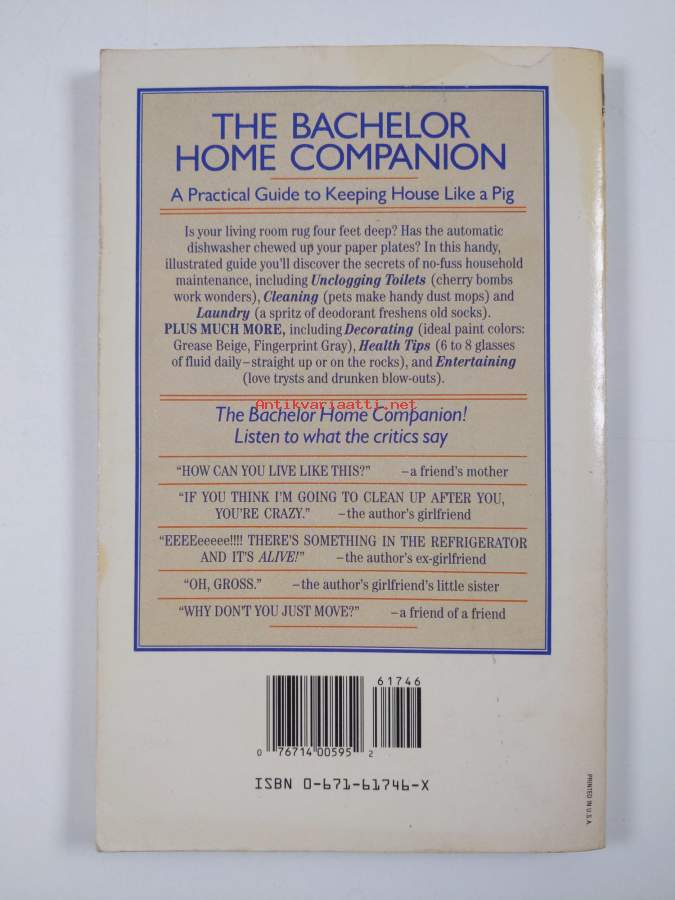 THE BACHELOR
HOME COMPANION
A Practical Guide to Keeping House Like a Pig
Is your living room rug four feet deep? Has the automatic
dishwasher chewed up your paper plates? In this handy,
illustrated guide you'll discover the secrets of no-fuss household
maintenance, including Unclogging Toilets (cherry bombs
work wonders), Cleaning (pets make handy dust mops) and
Laundry (a spritz of deodorant freshens old socks).
PLUS MUCH MORE, including Decorating (ideal paint colors:
Grease Beige, Fingerprint Gray), Health Tips (6 to 8 glasses
of fluid daily–straight up or on the rocks), and Entertaining
(love trysts and drunken blow-outs).
Antikvariaatti.net
The Bachelor Home Companion!
Listen to what the critics say
“HOW CAN YOU LIVE LIKE THIS?” –a friend's mother
“IF YOU THINK I'M GOING TO CLEAN UP AFTER YOU,
YOU'RE CRAZY.” –the author's girlfriend
“EEEEeeeee!!!! THERE'S SOMETHING IN THE REFRIGERATOR
AND IT'S ALIVE!” –the author's ex-girlfriend
“OH, GROSS.” –the author's girlfriend's little sister
“WHY DON'T YOU JUST MOVE?” –a friend of a friend
61746
0 76714 00595 2
ISBN 0-671-61746-X
PRINTED IN U.S.A.